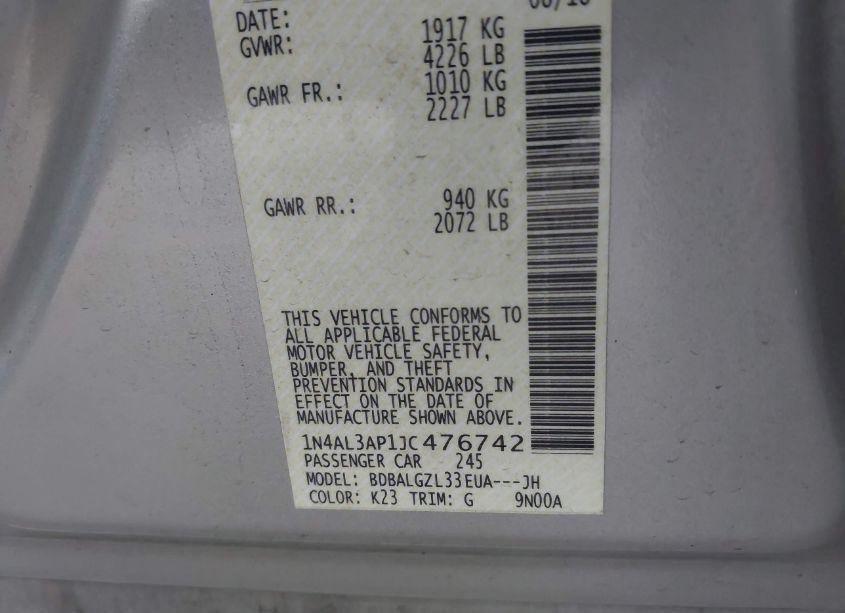 DATE:
GVWR: 1917 KG
4226 LB
GAWR FR.: 1010 KG
2227 LB
GAWR RR.: 940 KG
2072 LB
THIS VEHICLE CONFORMS TO
ALL APPLICABLE FEDERAL
MOTOR VEHICLE SAFETY,
BUMPER, AND THEFT
PREVENTION STANDARDS IN
EFFECT ON THE DATE OF
MANUFACTURE SHOWN ABOVE.
1N4AL3AP1JC476742
PASSENGER CAR 245
MODEL: BDBALGZL33EUA---JH
COLOR: K23 TRIM: G 9N00A